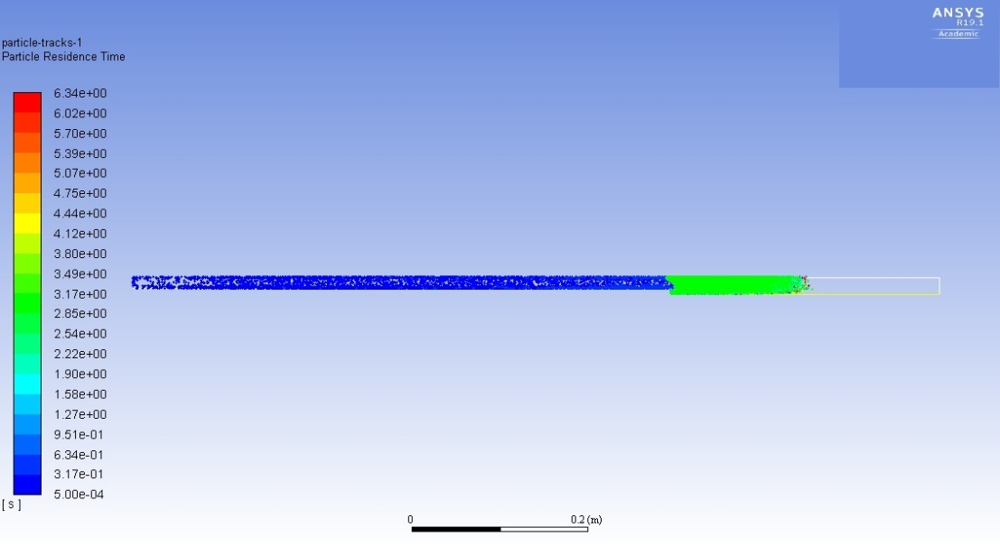 ANSYS
R19.1
Academic
particle-tracks-1
Particle Residence Time
6.34e+00
6.02e+00
5.70e+00
5.39e+00
5.07e+00
4.75e+00
4.44e+00
4.12e+00
3.80e+00
3.49e+00
3.17e+00
2.85e+00
2.54e+00
2.22e+00
1.90e+00
1.58e+00
1.27e+00
9.51e-01
6.34e-01
3.17e-01
5.00e-04
[ s ]
0 0.2 (m)